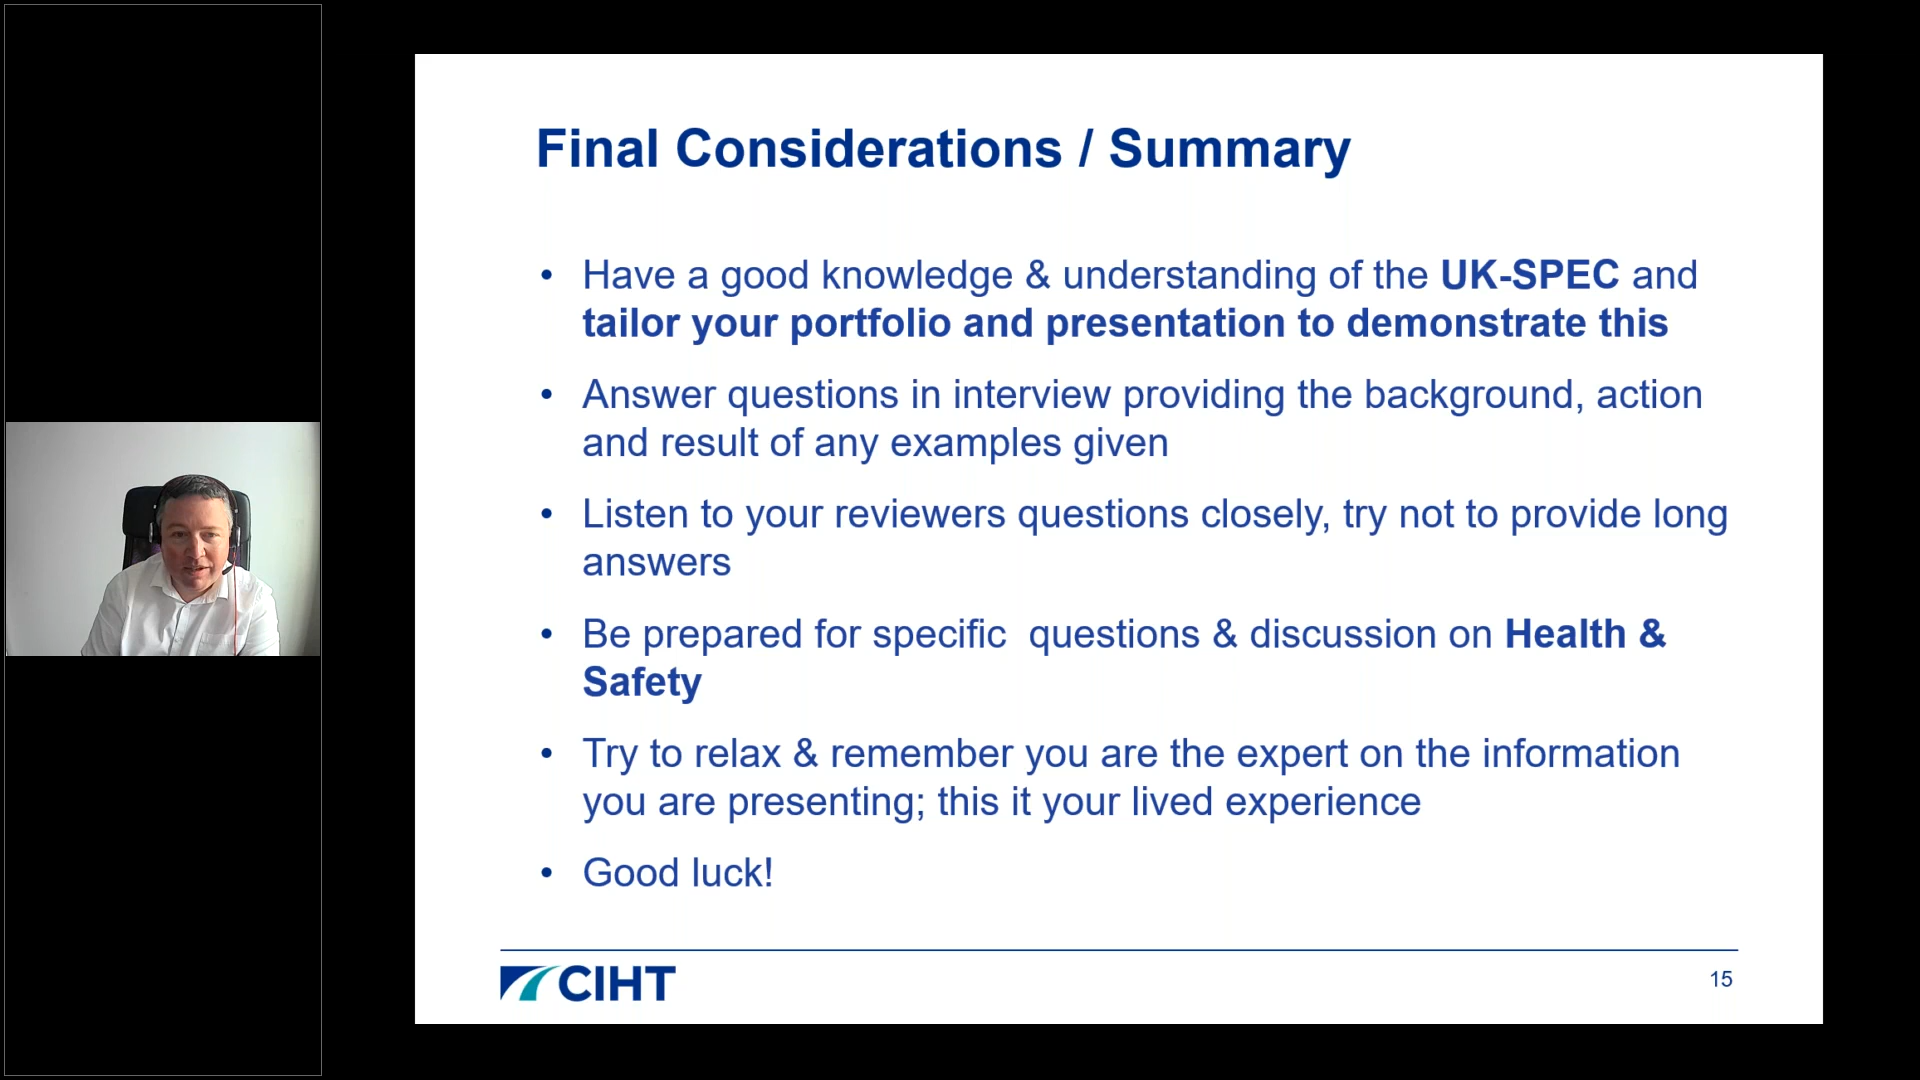 Final Considerations / Summary
• Have a good knowledge & understanding of the UK-SPEC and
tailor your portfolio and presentation to demonstrate this
• Answer questions in interview providing the background, action
and result of any examples given
• Listen to your reviewers questions closely, try not to provide long
answers
• Be prepared for specific  questions & discussion on Health &
Safety
• Try to relax & remember you are the expert on the information
you are presenting; this it your lived experience
• Good luck!
CIHT
15